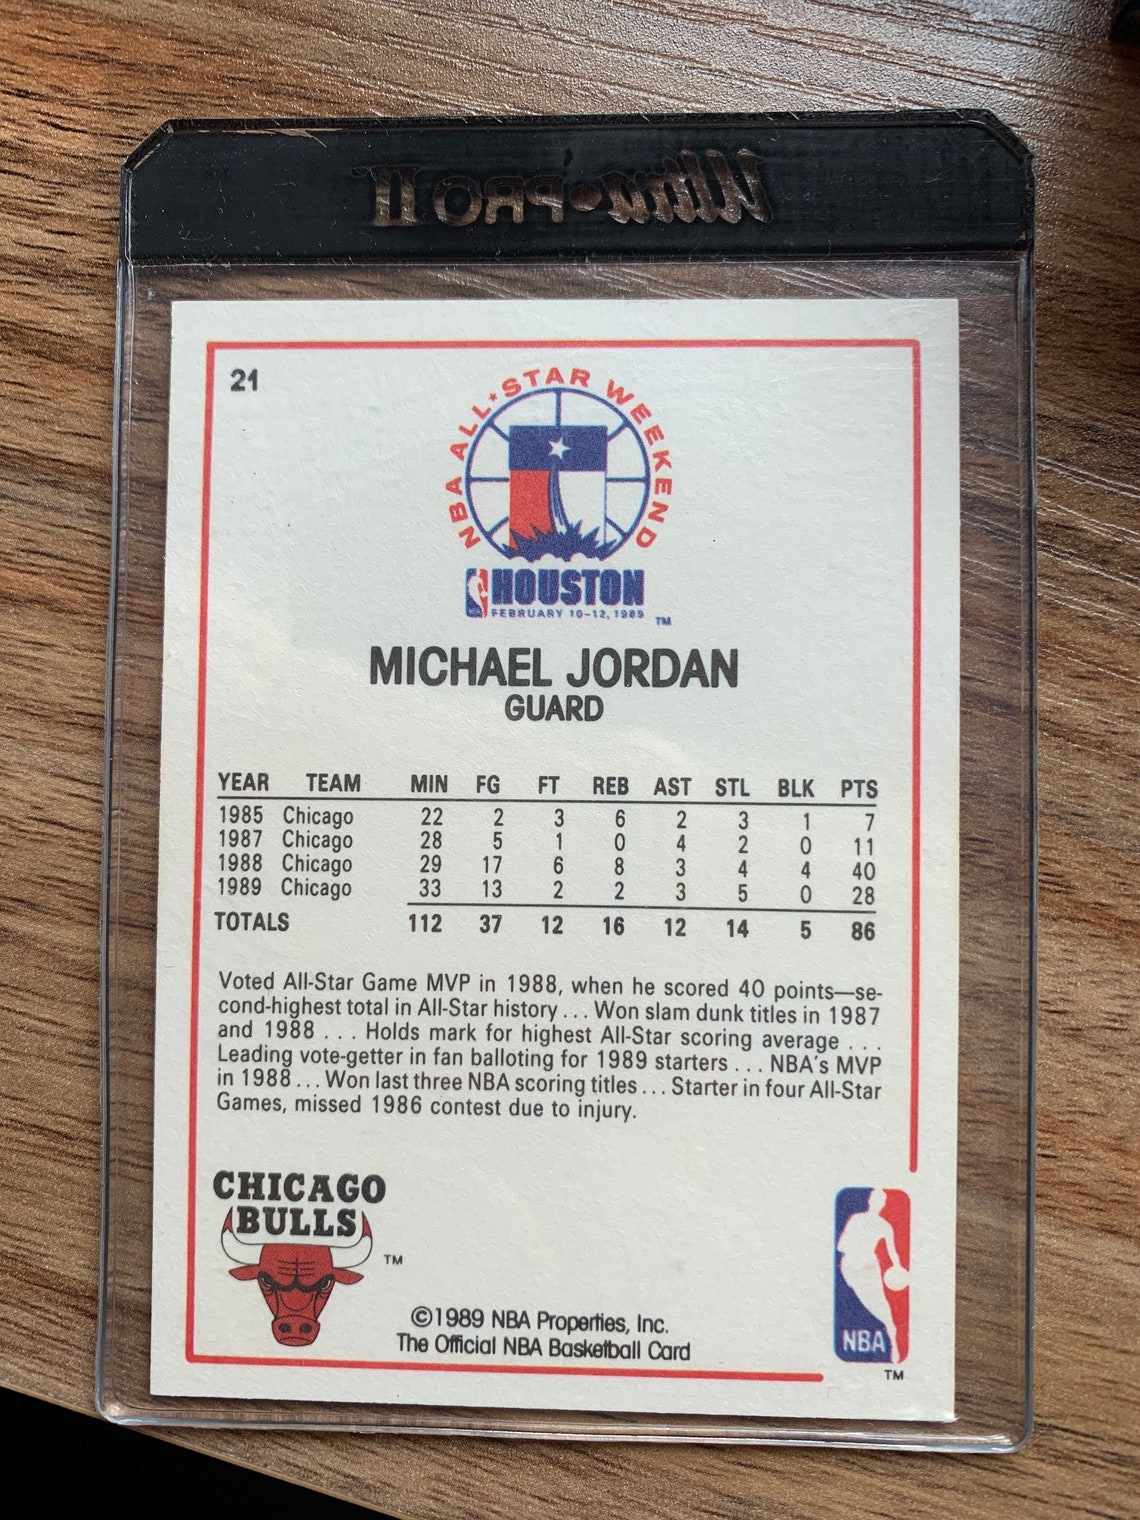 Ultra•PRO II
21
NBA ALL★STAR WEEKEND
HOUSTON
FEBRUARY 10-12, 1989
TM
MICHAEL JORDAN
GUARD
YEAR TEAM MIN FG FT REB AST STL BLK PTS
1985 Chicago 22 2 3 6 2 3 1 7
1987 Chicago 28 5 1 0 4 2 0 11
1988 Chicago 29 17 6 8 3 4 4 40
1989 Chicago 33 13 2 2 3 5 0 28
TOTALS 112 37 12 16 12 14 5 86
Voted All-Star Game MVP in 1988, when he scored 40 points—se-
cond-highest total in All-Star history . . . Won slam dunk titles in 1987
and 1988 . . . Holds mark for highest All-Star scoring average . . .
Leading vote-getter in fan balloting for 1989 starters . . . NBA's MVP
in 1988 . . . Won last three NBA scoring titles . . . Starter in four All-Star
Games, missed 1986 contest due to injury.
CHICAGO
BULLS
TM
©1989 NBA Properties, Inc.
The Official NBA Basketball Card
NBA
TM